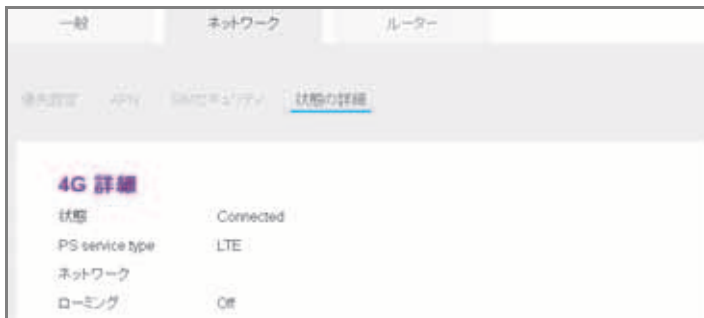 一般 ネットワーク ルーター
優先設定 APN SIMセキュリティ 状態の詳細
4G 詳細
状態 Connected
PS service type LTE
ネットワーク
ローミング Off